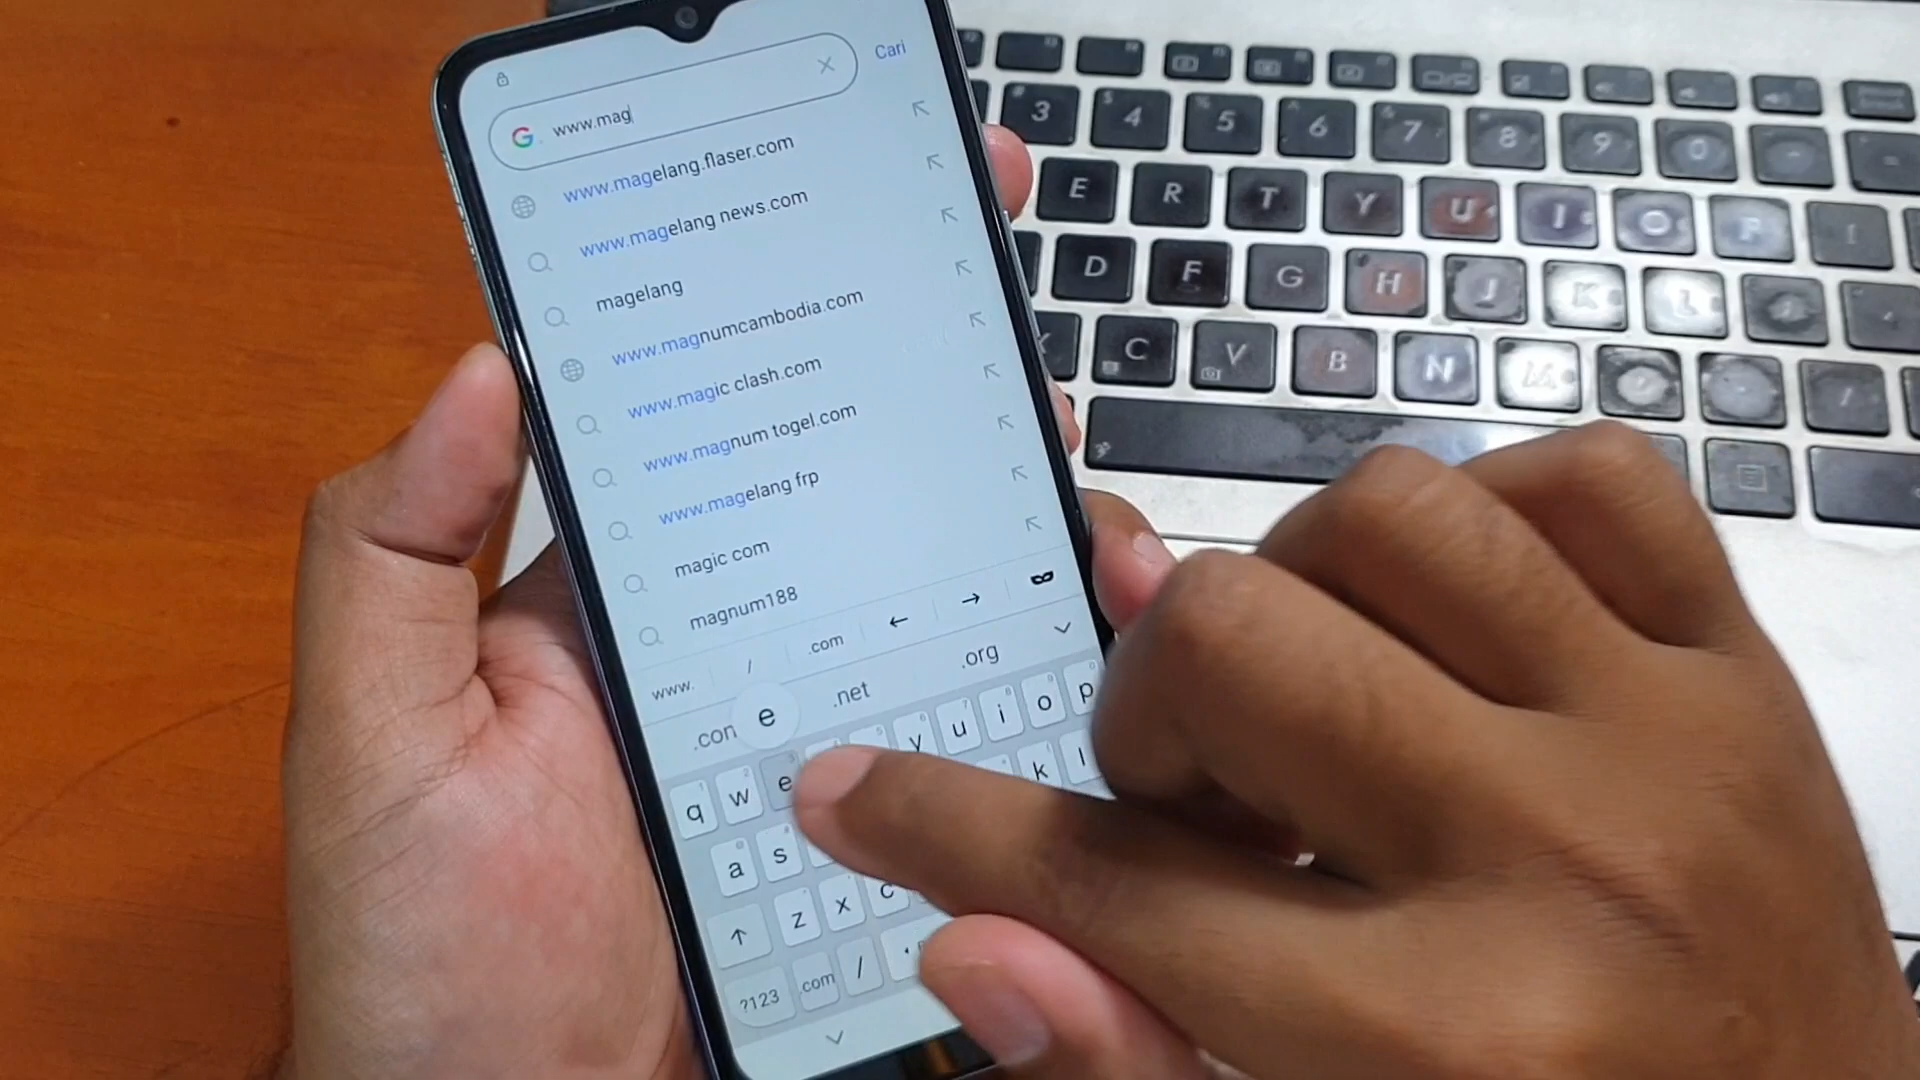 Cari
www.mag
www.magelang.flaser.com
www.magelang news.com
magelang
www.magnumcambodia.com
www.magic clash.com
www.magnum togel.com
www.magelang frp
magic com
magnum188
www. / .com ← →
.net .org
e
q w e y u i o p
a s k l
z x c
?123 .com /
3 4 5 6 7 8 9 0
E R T Y U I O P
D F G H J K L
C V B N M